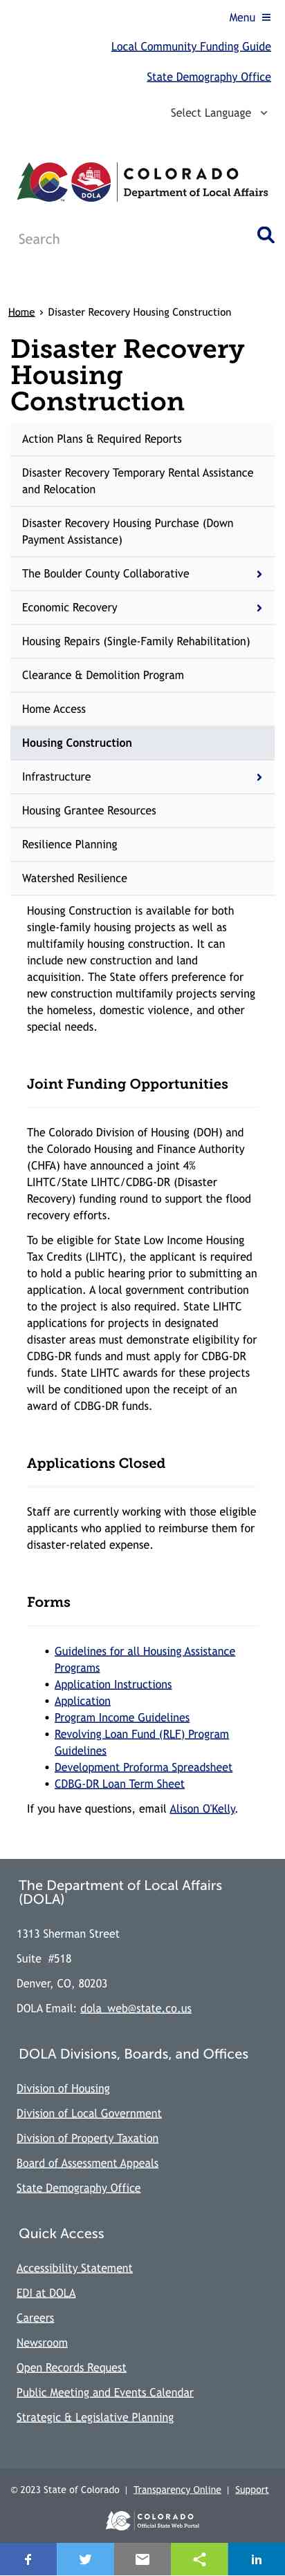 Menu
Local Community Funding Guide
State Demography Office
Select Language
COLORADO
Department of Local Affairs
DOLA
Search
Home › Disaster Recovery Housing Construction
Disaster Recovery
Housing
Construction
Action Plans & Required Reports
Disaster Recovery Temporary Rental Assistance
and Relocation
Disaster Recovery Housing Purchase (Down
Payment Assistance)
The Boulder County Collaborative
Economic Recovery
Housing Repairs (Single-Family Rehabilitation)
Clearance & Demolition Program
Home Access
Housing Construction
Infrastructure
Housing Grantee Resources
Resilience Planning
Watershed Resilience
Housing Construction is available for both
single-family housing projects as well as
multifamily housing construction. It can
include new construction and land
acquisition. The State offers preference for
new construction multifamily projects serving
the homeless, domestic violence, and other
special needs.
Joint Funding Opportunities
The Colorado Division of Housing (DOH) and
the Colorado Housing and Finance Authority
(CHFA) have announced a joint 4%
LIHTC/State LIHTC/CDBG-DR (Disaster
Recovery) funding round to support the flood
recovery efforts.
To be eligible for State Low Income Housing
Tax Credits (LIHTC), the applicant is required
to hold a public hearing prior to submitting an
application. A local government contribution
to the project is also required. State LIHTC
applications for projects in designated
disaster areas must demonstrate eligibility for
CDBG-DR funds and must apply for CDBG-DR
funds. State LIHTC awards for these projects
will be conditioned upon the receipt of an
award of CDBG-DR funds.
Applications Closed
Staff are currently working with those eligible
applicants who applied to reimburse them for
disaster-related expense.
Forms
• Guidelines for all Housing Assistance
Programs
• Application Instructions
• Application
• Program Income Guidelines
• Revolving Loan Fund (RLF) Program
Guidelines
• Development Proforma Spreadsheet
• CDBG-DR Loan Term Sheet
If you have questions, email Alison O'Kelly.
The Department of Local Affairs
(DOLA)
1313 Sherman Street
Suite #518
Denver, CO, 80203
DOLA Email: dola_web@state.co.us
DOLA Divisions, Boards, and Offices
Division of Housing
Division of Local Government
Division of Property Taxation
Board of Assessment Appeals
State Demography Office
Quick Access
Accessibility Statement
EDI at DOLA
Careers
Newsroom
Open Records Request
Public Meeting and Events Calendar
Strategic & Legislative Planning
© 2023 State of Colorado | Transparency Online | Support
COLORADO
Official State Web Portal